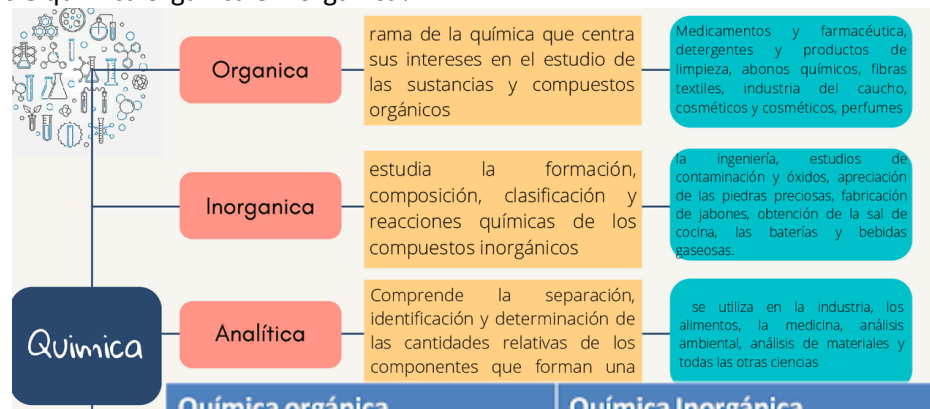 química orgánica e inorgánica.
Organica
rama de la química que centra
sus intereses en el estudio de
las sustancias y compuestos
orgánicos
Medicamentos y farmacéutica,
detergentes y productos de
limpieza, abonos químicos, fibras
textiles, industria del caucho,
cosméticos y cosméticos, perfumes
Inorganica
estudia la formación,
composición, clasificación y
reacciones químicas de los
compuestos inorgánicos
la ingeniería, estudios de
contaminación y óxidos, apreciación
de las piedras preciosas, fabricación
de jabones, obtención de la sal de
cocina, las baterías y bebidas
gaseosas.
Química
Analítica
Comprende la separación,
identificación y determinación de
las cantidades relativas de los
componentes que forman una
se utiliza en la industria, los
alimentos, la medicina, análisis
ambiental, análisis de materiales y
todas las otras ciencias
Química orgánica
Química Inorgánica